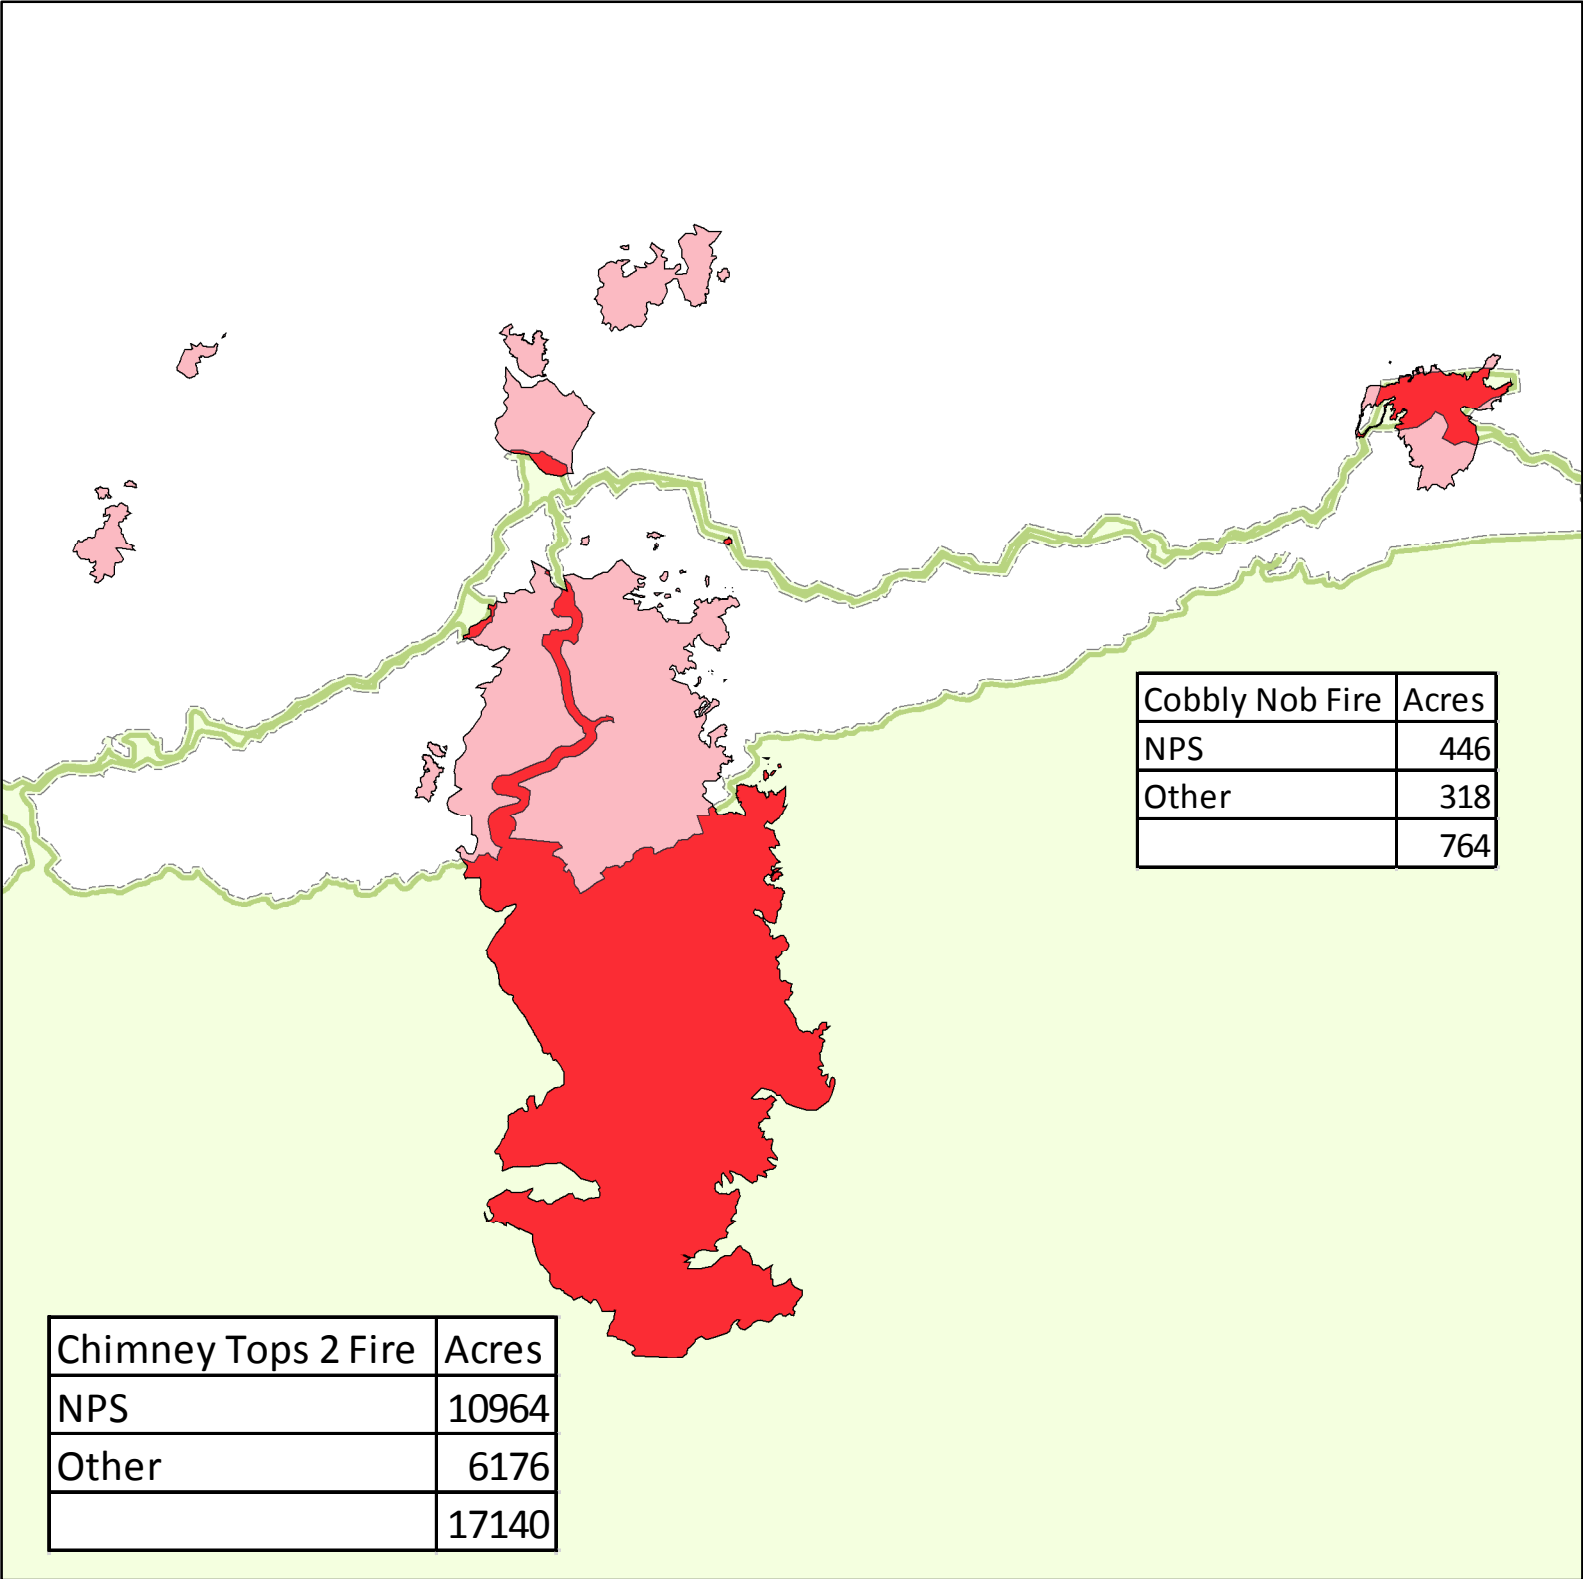 Cobbly Nob Fire Acres
NPS 446
Other 318
764
Chimney Tops 2 Fire Acres
NPS 10964
Other 6176
17140